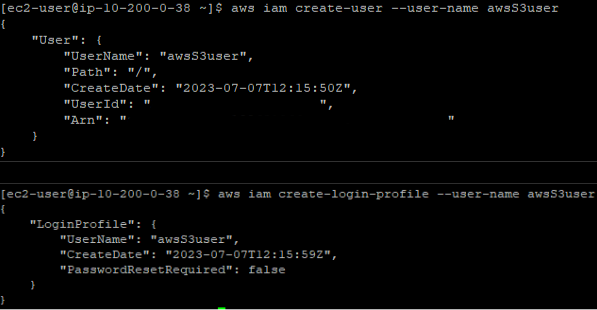 [ec2-user@ip-10-200-0-38 ~]$ aws iam create-user --user-name awsS3user
{
    "User": {
        "UserName": "awsS3user",
        "Path": "/",
        "CreateDate": "2023-07-07T12:15:50Z",
        "UserId": "                    ",
        "Arn": "                                        "
    }
}
[ec2-user@ip-10-200-0-38 ~]$ aws iam create-login-profile --user-name awsS3user
{
    "LoginProfile": {
        "UserName": "awsS3user",
        "CreateDate": "2023-07-07T12:15:59Z",
        "PasswordResetRequired": false
    }
}